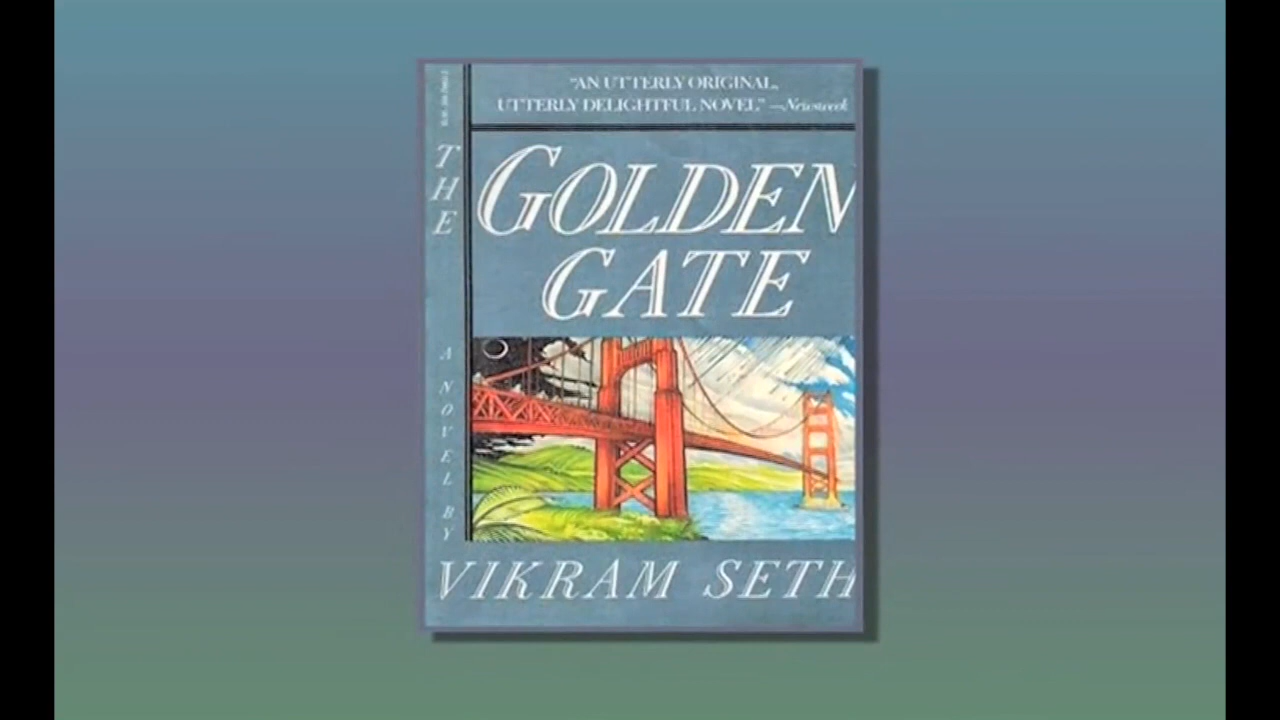 "AN UTTERLY ORIGINAL,
UTTERLY DELIGHTFUL NOVEL." —Newsweek
THE
GOLDEN
GATE
A NOVEL BY
VIKRAM SETH